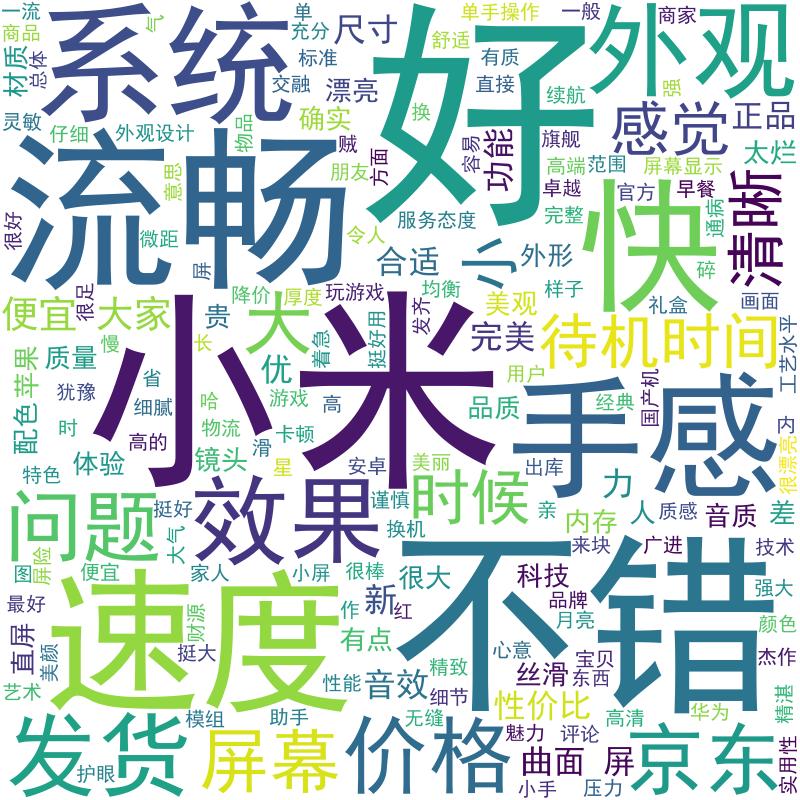 一流
商品
材质
总体
系统
气
单
充分
尺寸
单手操作
舒适
一般
商家
外观
好
有质
直接
标准
交融
漂亮
续航
强
换
灵敏
仔细
外观设计
物品
确实
贼
方面
容易
功能
旗舰
感觉
正品
太烂
流畅
意思
朋友
高端
范围
屏幕显示
卓越
官方
早餐
通病
清晰
很好
微距
屏
令人
服务态度
完整
快
碎
合适
小
外形
样子
礼盒
画面
便宜
很足
大家
降价
厚度
贵
玩游戏
均衡
发齐
美观
待机时间
工艺水平
慢
长
大
着急
挺好用
完美
小米
苹果
质量
犹豫
省
细腻
优
用户
国产机
配色
时
高的
哈
物流
游戏
高
品质
经典
手感
内
很漂亮
特色
体验
镜头
滑
卡顿
星
安卓
美丽
出库
力
问题
挺好
大气
效果
谨慎
换机
时候
亲
内存
人
质感
音质
差
图
屏险
便宜
家人
小屏
很棒
很大
不错
来块
广进
技术
科技
品牌
强大
月亮
颜色
最好
直屏
美颜
速度
财源
作
新
红
有点
挺大
心意
宝贝
杰作
艺术
性能
音效
精致
细节
丝滑
东西
性价比
高清
华为
精湛
发货
模组
助手
无缝
魅力
评论
护眼
屏幕
价格
曲面 屏
小手
压力
京东
实用性